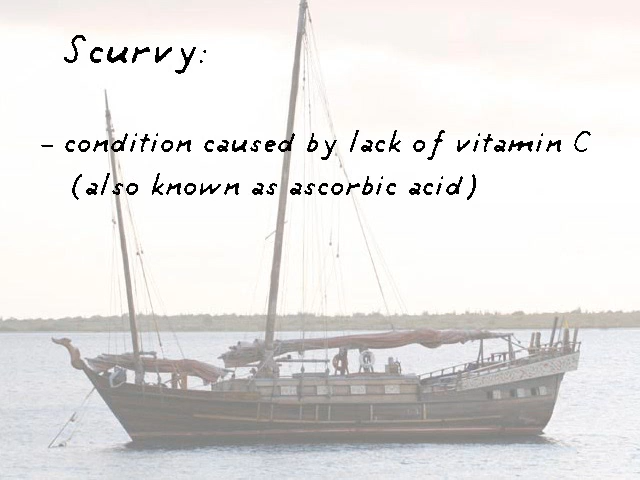 Scurvy:
- condition caused by lack of vitamin C
(also known as ascorbic acid)